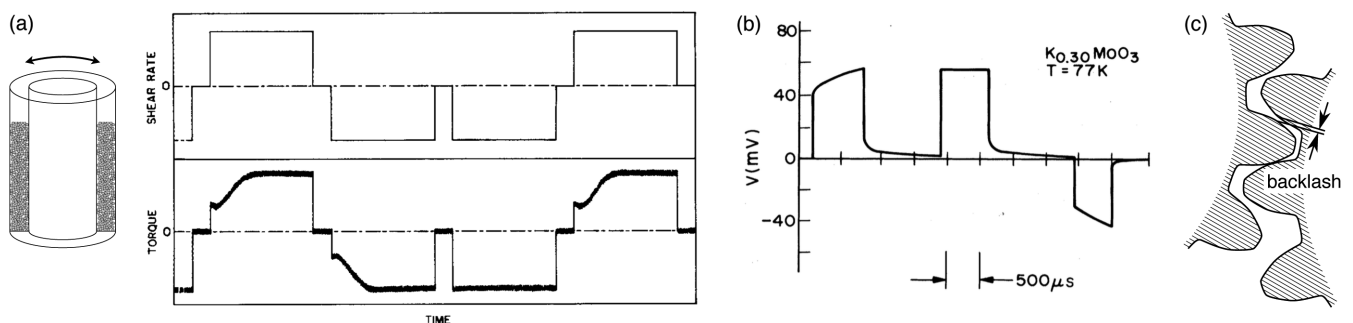 (a)
SHEAR RATE
0
TORQUE
0
TIME
(b)
80
40
0
-40
V(mV)
K0.30MoO3
T = 77K
500μs
(c)
backlash